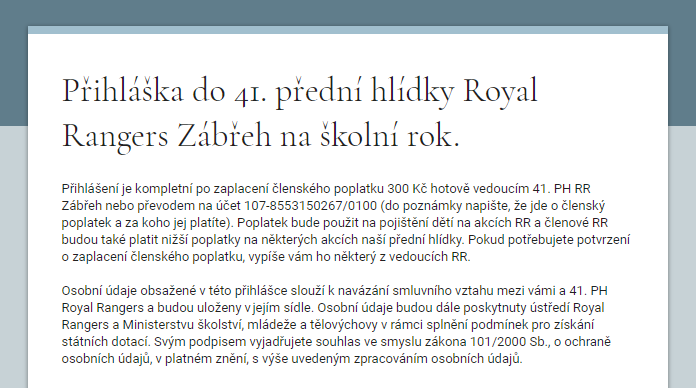 Přihláška do 41. přední hlídky Royal
Rangers Zábřeh na školní rok.
Přihlášení je kompletní po zaplacení členského poplatku 300 Kč hotově vedoucím 41. PH RR
Zábřeh nebo převodem na účet 107-8553150267/0100 (do poznámky napište, že jde o členský
poplatek a za koho jej platíte). Poplatek bude použit na pojištění dětí na akcích RR a členové RR
budou také platit nižší poplatky na některých akcích naší přední hlídky. Pokud potřebujete potvrzení
o zaplacení členského poplatku, vypíše vám ho některý z vedoucích RR.
Osobní údaje obsažené v této přihlášce slouží k navázání smluvního vztahu mezi vámi a 41. PH
Royal Rangers a budou uloženy v jejím sídle. Osobní údaje budou dále poskytnuty ústředí Royal
Rangers a Ministerstvu školství, mládeže a tělovýchovy v rámci splnění podmínek pro získání
státních dotací. Svým podpisem vyjadřujete souhlas ve smyslu zákona 101/2000 Sb., o ochraně
osobních údajů, v platném znění, s výše uvedeným zpracováním osobních údajů.